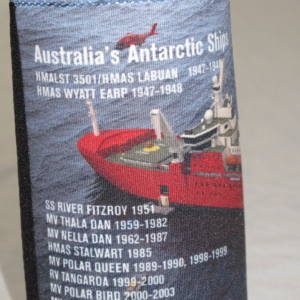 Australia's Antarctic Ships
HMALST 3501/HMAS LABUAN 1947-194
HMAS WYATT EARP 1947-1948
SS RIVER FITZROY 1951
MV THALA DAN 1959-1982
MV NELLA DAN 1962-1987
HMAS STALWART 1985
MV POLAR QUEEN 1989-1990, 1998-1999
RV TANGAROA 1999-2000
MV POLAR BIRD 2000-2003